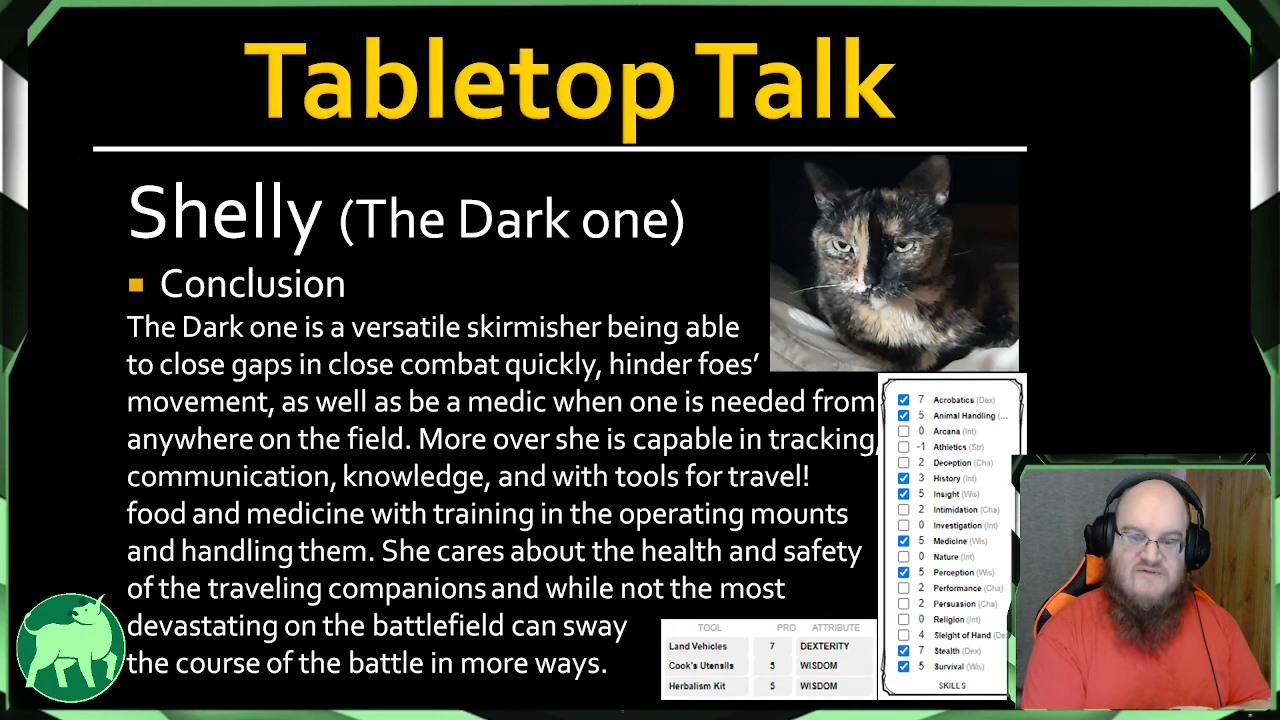 Tabletop Talk
Shelly (The Dark one)
Conclusion
The Dark one is a versatile skirmisher being able
to close gaps in close combat quickly, hinder foes'
movement, as well as be a medic when one is needed from
anywhere on the field. More over she is capable in tracking,
communication, knowledge, and with tools for travel!
food and medicine with training in the operating mounts
and handling them. She cares about the health and safety
of the traveling companions and while not the most
devastating on the battlefield can sway
the course of the battle in more ways.
TOOL PRO ATTRIBUTE
Land Vehicles 7 DEXTERITY
Cook's Utensils 5 WISDOM
Herbalism Kit 5 WISDOM
7 Acrobatics (Dex)
5 Animal Handling (...
0 Arcana (Int)
-1 Athletics (Str)
2 Deception (Cha)
3 History (Int)
5 Insight (Wis)
2 Intimidation (Cha)
0 Investigation (Int)
5 Medicine (Wis)
0 Nature (Int)
5 Perception (Wis)
2 Performance (Cha)
2 Persuasion (Cha)
0 Religion (Int)
4 Sleight of Hand (De
7 Stealth (Dex)
5 Survival (Wis)
SKILLS